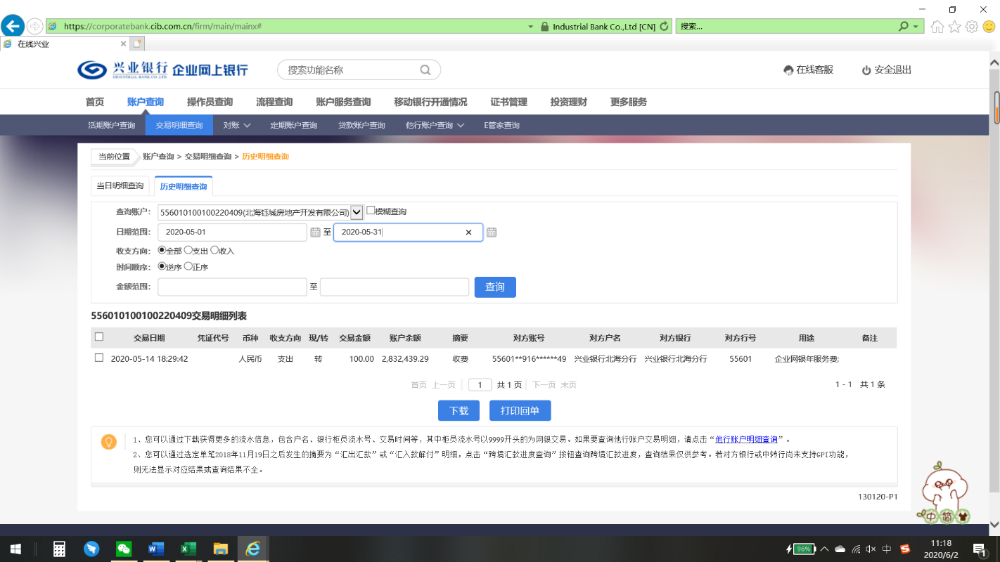 https://corporatebank.cib.com.cn/firm/main/mainx#
Industrial Bank Co.,Ltd [CN]
搜索...
在线兴业
兴业银行 企业网上银行
INDUSTRIAL BANK CO.,LTD
搜索功能名称
在线客服
安全退出
首页 账户查询 操作员查询 流程查询 账户服务查询 移动银行开通情况 证书管理 投资理财 更多服务
活期账户查询 交易明细查询 对账 定期账户查询 贷款账户查询 他行账户查询 E管家查询
当前位置 账户查询 > 交易明细查询 > 历史明细查询
当日明细查询 历史明细查询
查询账户: 556010100100220409(北海钰城房地产开发有限公司) 模糊查询
日期范围: 2020-05-01 至 2020-05-31
收支方向: 全部 支出 收入
时间顺序: 逆序 正序
金额范围: 至 查询
556010100100220409交易明细列表
交易日期 凭证代号 币种 收支方向 现/转 交易金额 账户余额 摘要 对方账号 对方户名 对方银行 对方行号 用途 备注
2020-05-14 18:29:42 人民币 支出 转 100.00 2,832,439.29 收费 55601**916******49 兴业银行北海分行 兴业银行北海分行 55601 企业网银年服务费;
首页 上一页 1 共 1 页 下一页 末页 1 - 1 共 1 条
下载 打印回单
1、您可以通过下载获得更多的流水信息，包含户名、银行柜员流水号、交易时间等，其中柜员流水号以9999开头的为网银交易。如果要查询他行账户交易明细，请点击“他行账户明细查询”。
2、您可以通过选定单笔2018年11月19日之后发生的摘要为“汇出汇款”或“汇入款解付”明细，点击“跨境汇款进度查询”按钮查询跨境汇款进度，查询结果仅供参考。若对方银行或中转行尚未支持GPI功能，
则无法显示对应结果或查询结果不全。
130120-P1
中 简
96%
中
11:18
2020/6/2
1